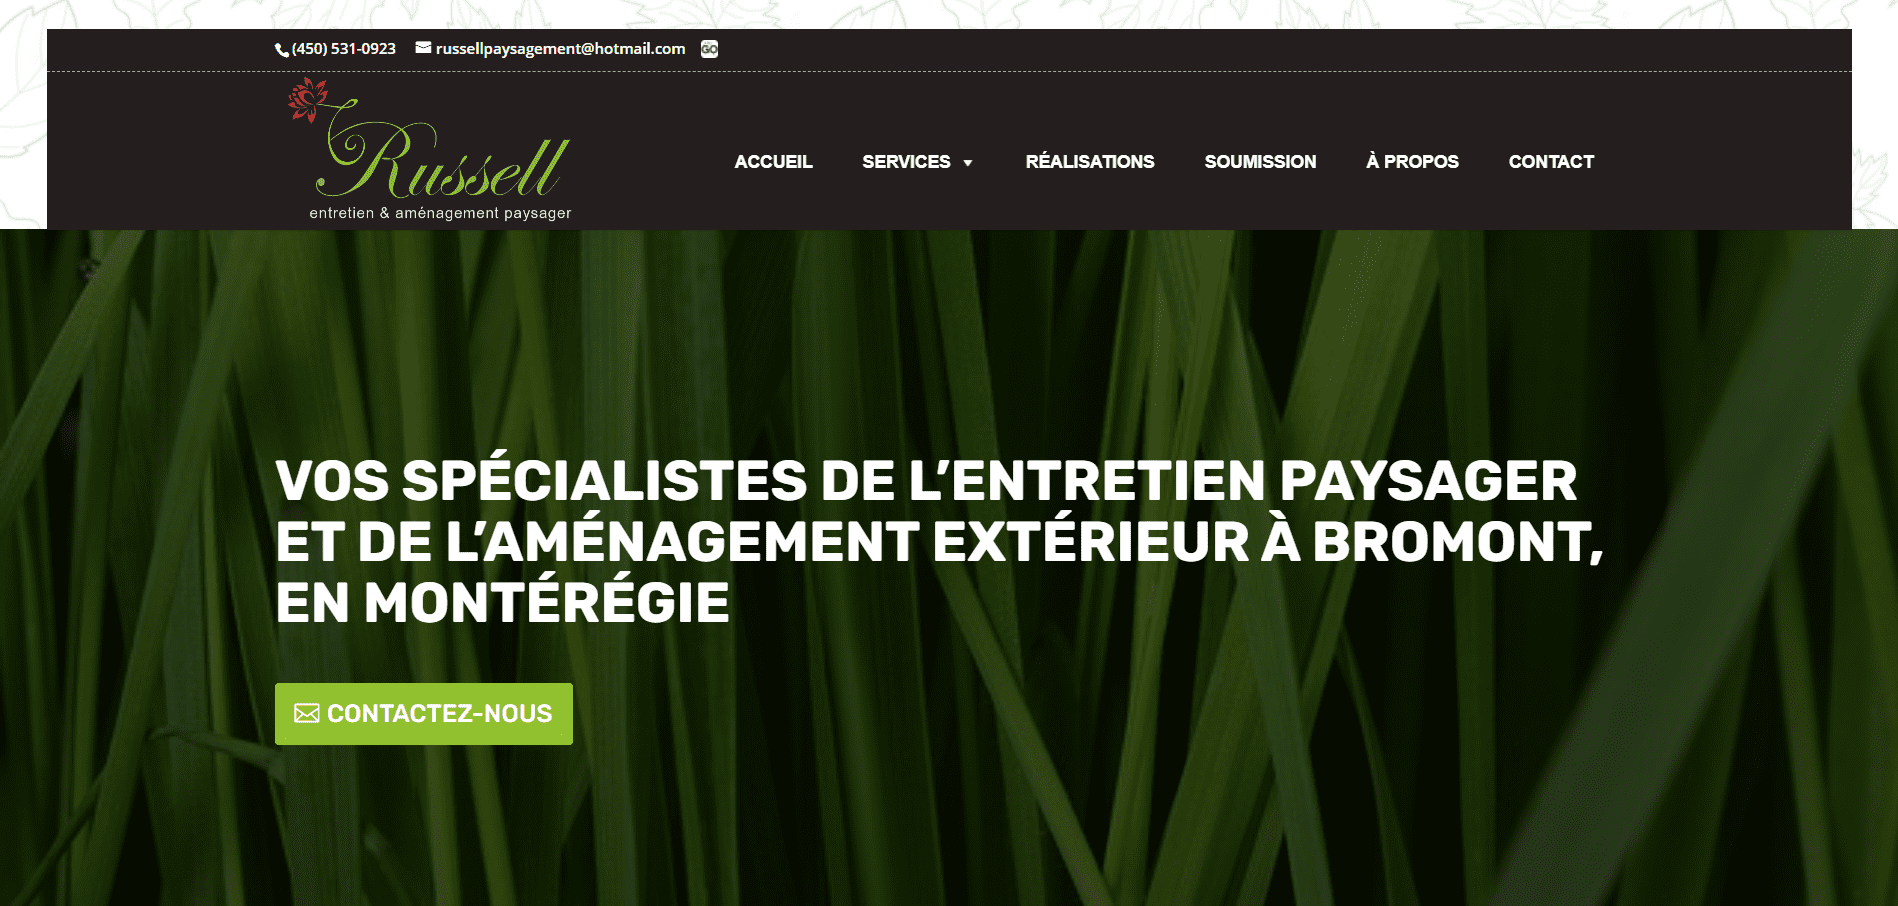 (450) 531-0923 russellpaysagement@hotmail.com GO
Russell
entretien & aménagement paysager
ACCUEIL SERVICES RÉALISATIONS SOUMISSION À PROPOS CONTACT
VOS SPÉCIALISTES DE L’ENTRETIEN PAYSAGER
ET DE L’AMÉNAGEMENT EXTÉRIEUR À BROMONT,
EN MONTÉRÉGIE
CONTACTEZ-NOUS